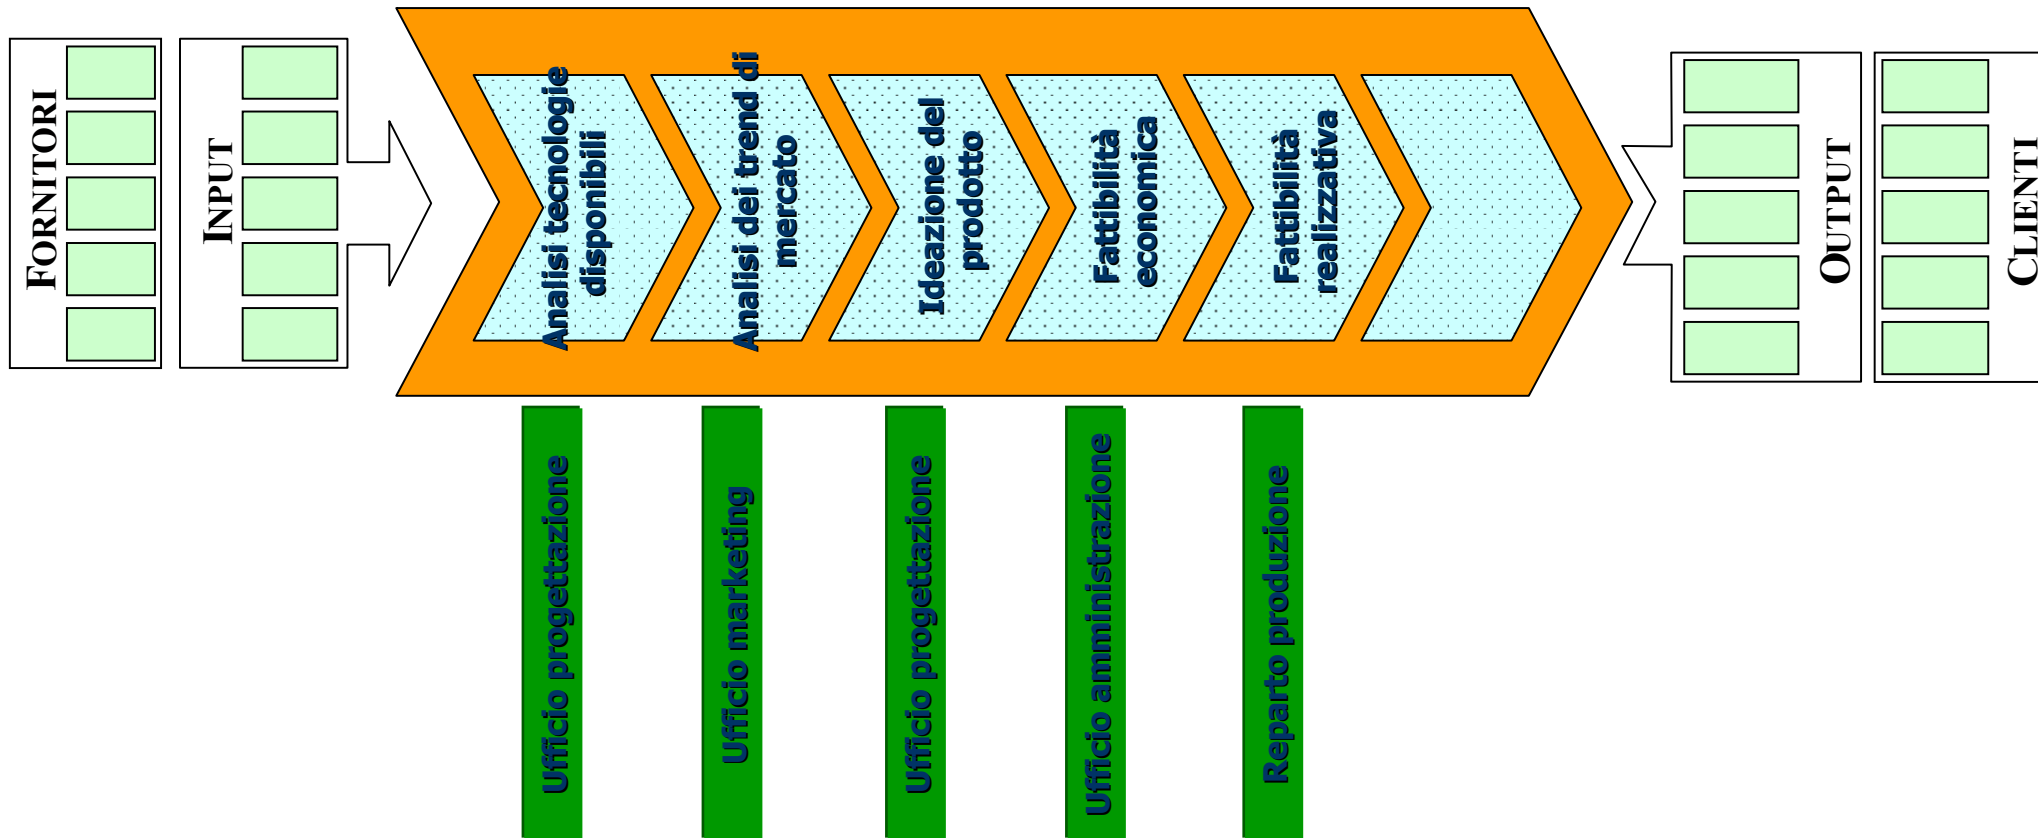 FORNITORI
INPUT
Analisi tecnologie
disponibili
Analisi dei trend di
mercato
Ideazione del
prodotto
Fattibilità
economica
Fattibilità
realizzativa
OUTPUT
CLIENTI
Ufficio progettazione
Ufficio marketing
Ufficio progettazione
Ufficio amministrazione
Reparto produzione